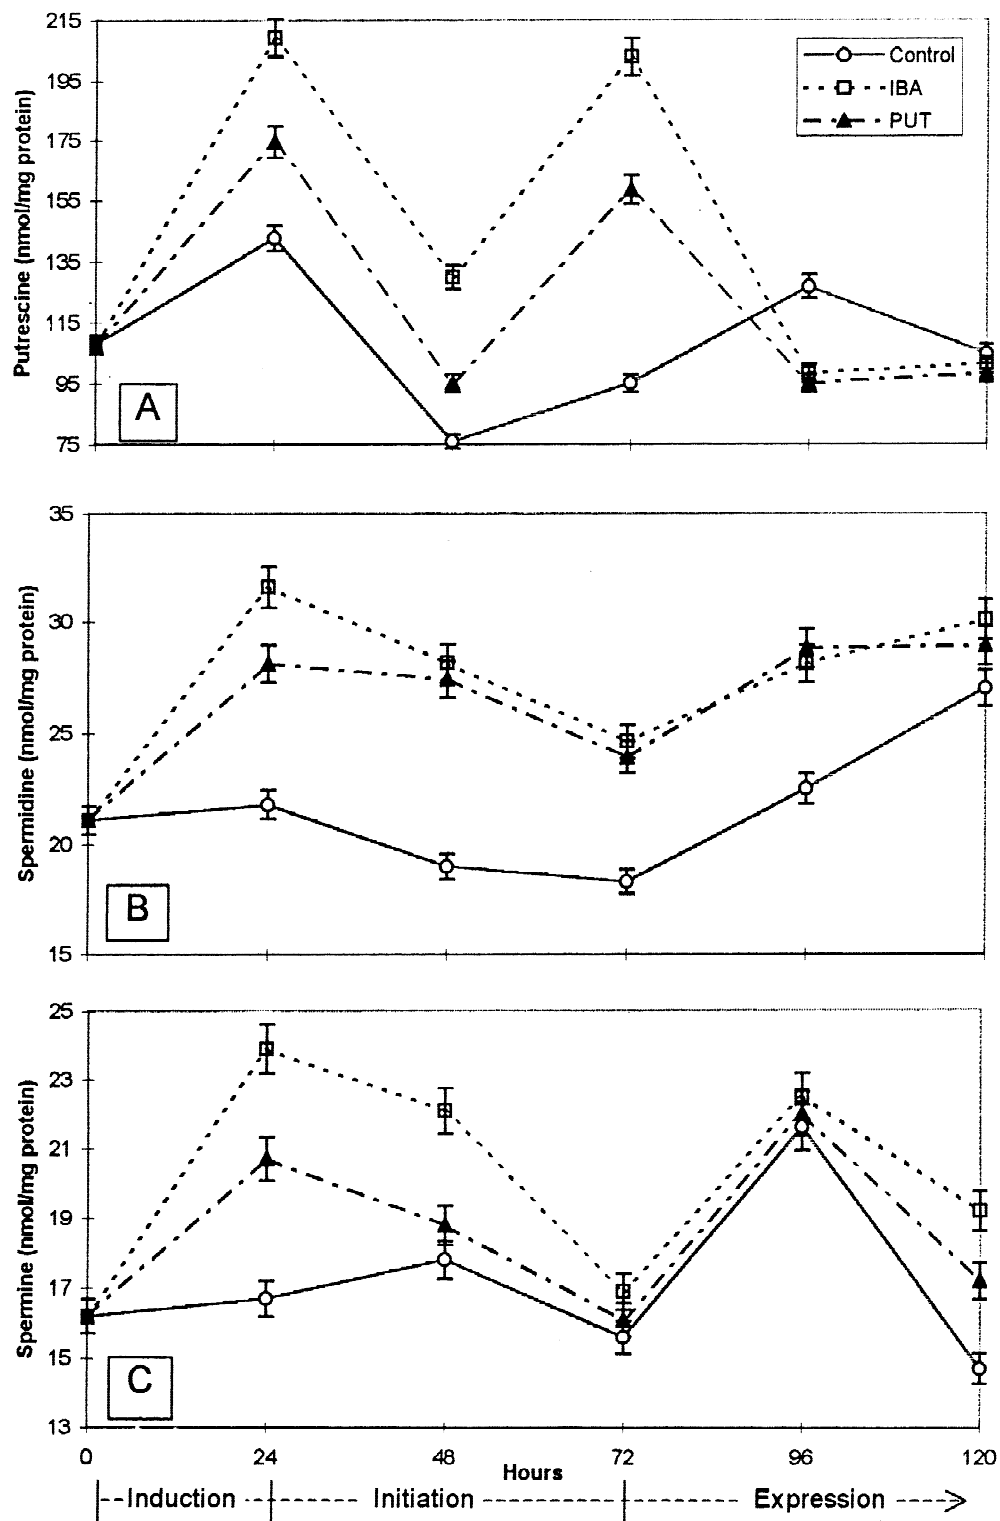 215
195
175
155
135
115
95
75
Putrescine (nmol/mg protein)
Control
IBA
PUT
A
35
30
25
20
15
Spermidine (nmol/mg protein)
B
25
23
21
19
17
15
13
Spermine (nmol/mg protein)
C
0 24 48 72 96 120
Hours
Induction Initiation Expression